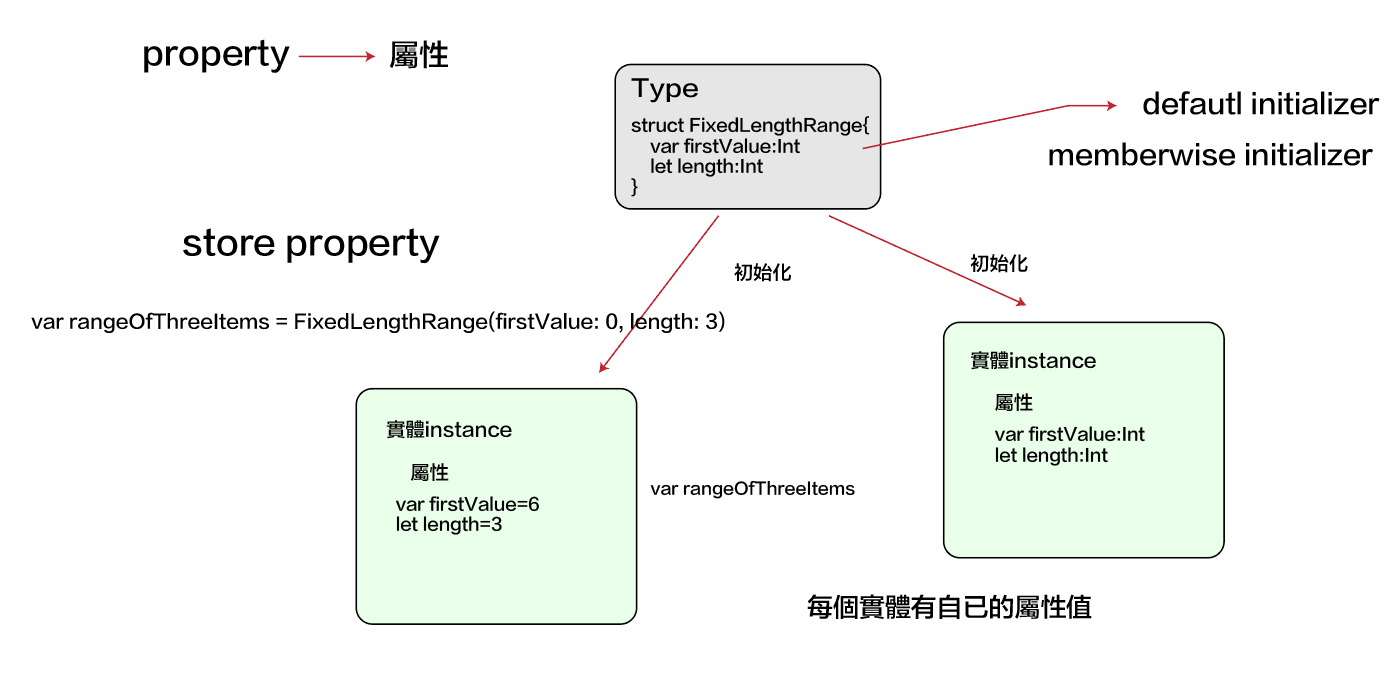 property
屬性
Type
struct FixedLengthRange{
var firstValue:Int
let length:Int
}
defautl initializer
memberwise initializer
store property
初始化
初始化
var rangeOfThreeItems = FixedLengthRange(firstValue: 0, length: 3)
實體instance
屬性
var firstValue:Int
let length:Int
實體instance
屬性
var firstValue=6
let length=3
var rangeOfThreeItems
每個實體有自已的屬性值